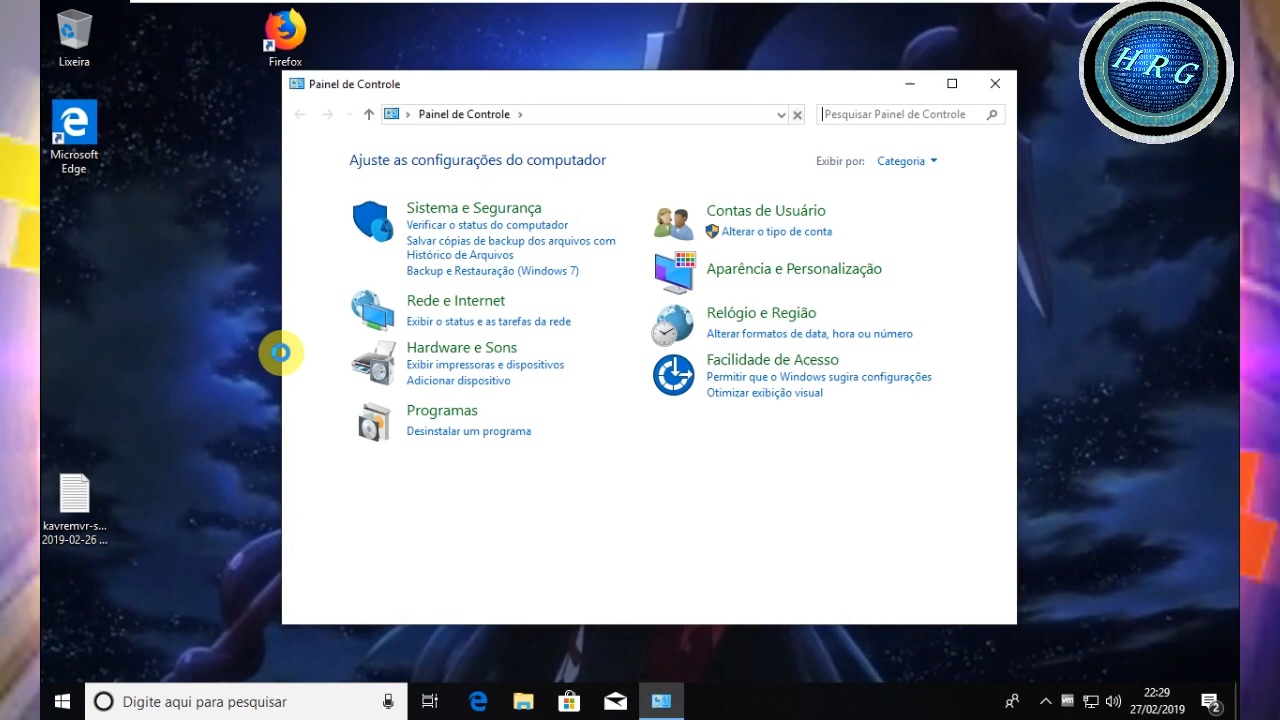 Lixeira
Firefox
Microsoft
Edge
kavremvr-s...
2019-02-26 ...
HRG
Painel de Controle
Painel de Controle
Pesquisar Painel de Controle
Ajuste as configurações do computador
Exibir por: Categoria
Sistema e Segurança
Verificar o status do computador
Salvar cópias de backup dos arquivos com
Histórico de Arquivos
Backup e Restauração (Windows 7)
Rede e Internet
Exibir o status e as tarefas da rede
Hardware e Sons
Exibir impressoras e dispositivos
Adicionar dispositivo
Programas
Desinstalar um programa
Contas de Usuário
Alterar o tipo de conta
Aparência e Personalização
Relógio e Região
Alterar formatos de data, hora ou número
Facilidade de Acesso
Permitir que o Windows sugira configurações
Otimizar exibição visual
Digite aqui para pesquisar
vm
22:29
27/02/2019
2